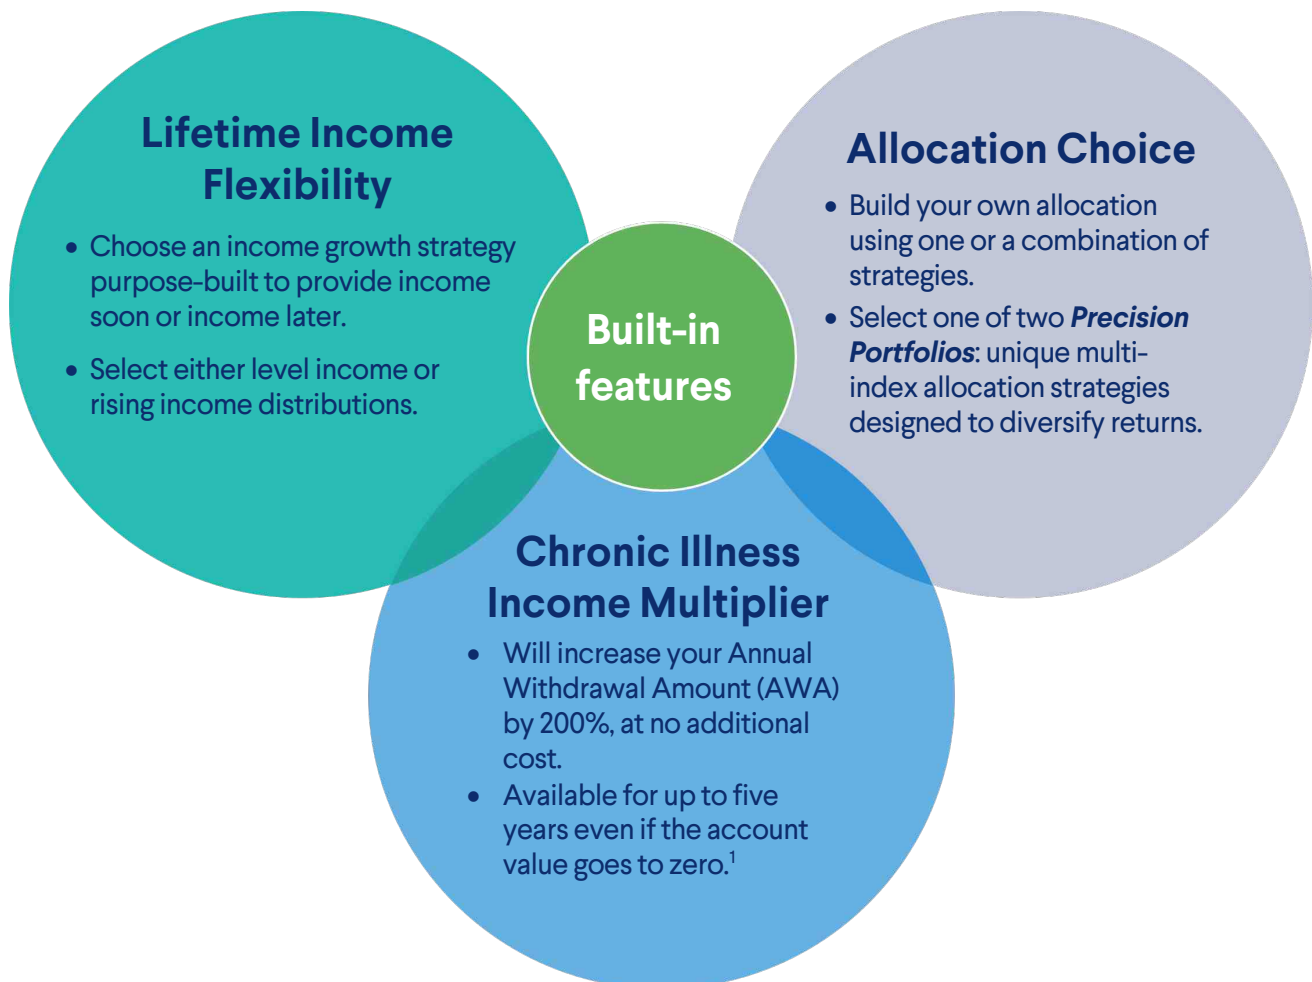 Lifetime Income
Flexibility
• Choose an income growth strategy
purpose-built to provide income
soon or income later.
• Select either level income or
rising income distributions.
Built-in
features
Allocation Choice
• Build your own allocation
using one or a combination of
strategies.
• Select one of two Precision
Portfolios: unique multi-
index allocation strategies
designed to diversify returns.
Chronic Illness
Income Multiplier
• Will increase your Annual
Withdrawal Amount (AWA)
by 200%, at no additional
cost.
• Available for up to five
years even if the account
value goes to zero.¹